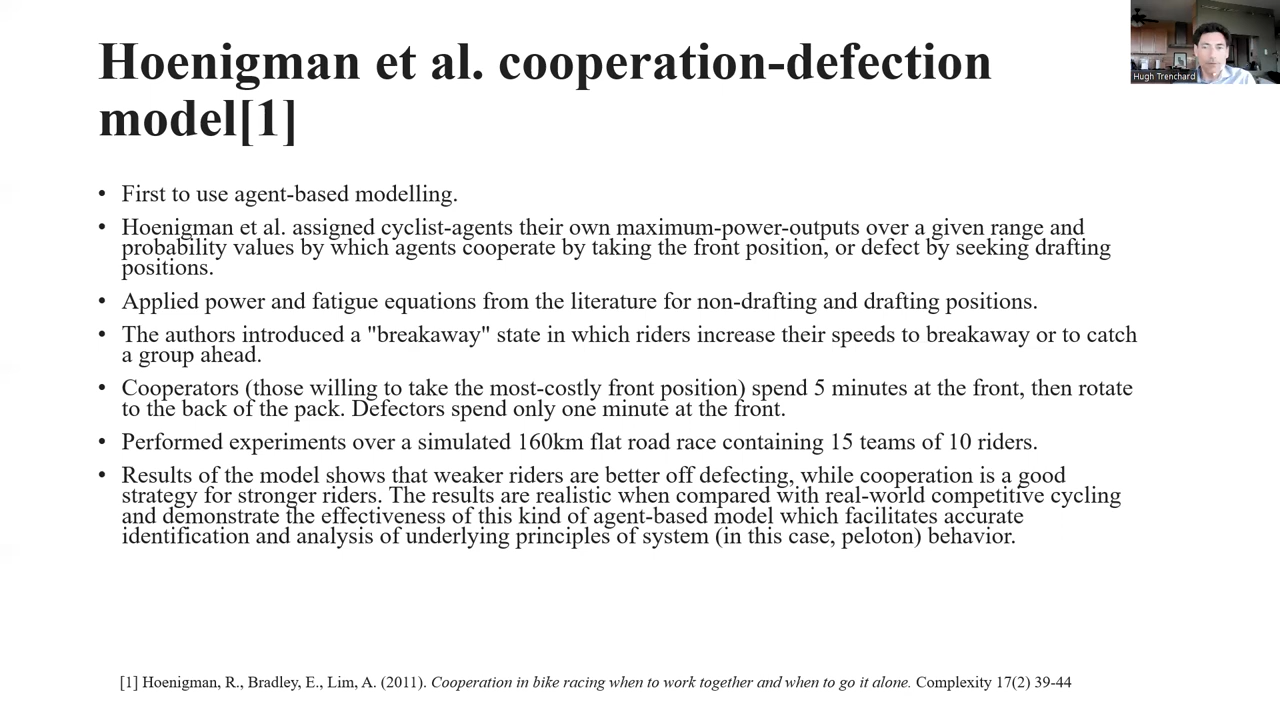 Hoenigman et al. cooperation-defection
model[1]
Hugh Trenchard
• First to use agent-based modelling.
• Hoenigman et al. assigned cyclist-agents their own maximum-power-outputs over a given range and
probability values by which agents cooperate by taking the front position, or defect by seeking drafting
positions.
• Applied power and fatigue equations from the literature for non-drafting and drafting positions.
• The authors introduced a "breakaway" state in which riders increase their speeds to breakaway or to catch
a group ahead.
• Cooperators (those willing to take the most-costly front position) spend 5 minutes at the front, then rotate
to the back of the pack. Defectors spend only one minute at the front.
• Performed experiments over a simulated 160km flat road race containing 15 teams of 10 riders.
• Results of the model shows that weaker riders are better off defecting, while cooperation is a good
strategy for stronger riders. The results are realistic when compared with real-world competitive cycling
and demonstrate the effectiveness of this kind of agent-based model which facilitates accurate
identification and analysis of underlying principles of system (in this case, peloton) behavior.
[1] Hoenigman, R., Bradley, E., Lim, A. (2011). Cooperation in bike racing when to work together and when to go it alone. Complexity 17(2) 39-44